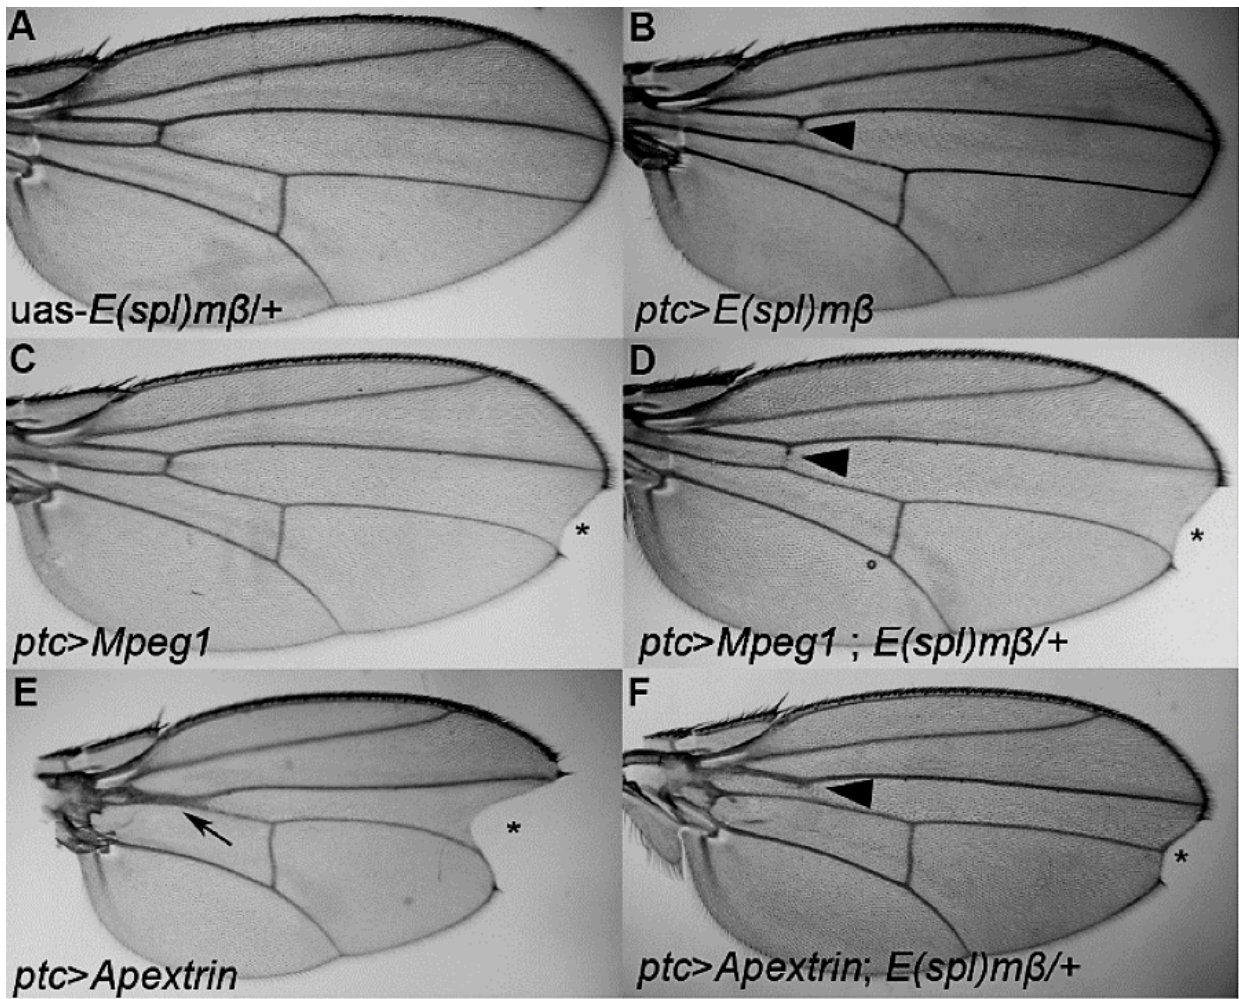 A
uas-E(spl)mβ/+
B
ptc>E(spl)mβ
C
*
ptc>Mpeg1
D
*
ptc>Mpeg1 ; E(spl)mβ/+
E
*
ptc>Apextrin
F
*
ptc>Apextrin; E(spl)mβ/+